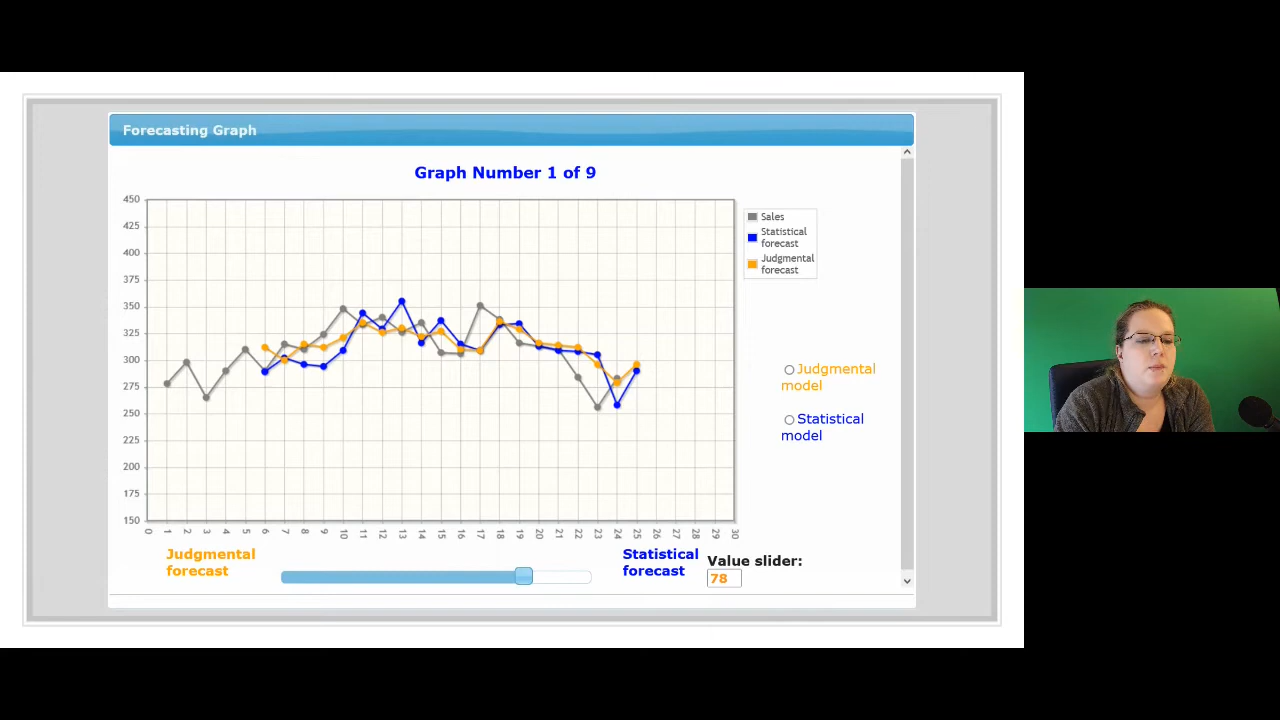 Forecasting Graph
Graph Number 1 of 9
450
425
400
375
350
325
300
275
250
225
200
175
150
0 1 2 3 4 5 6 7 8 9 10 11 12 13 14 15 16 17 18 19 20 21 22 23 24 25 26 27 28 29 30
Sales
Statistical
forecast
Judgmental
forecast
Judgmental
model
Statistical
model
Judgmental
forecast
Statistical
forecast
Value slider:
78